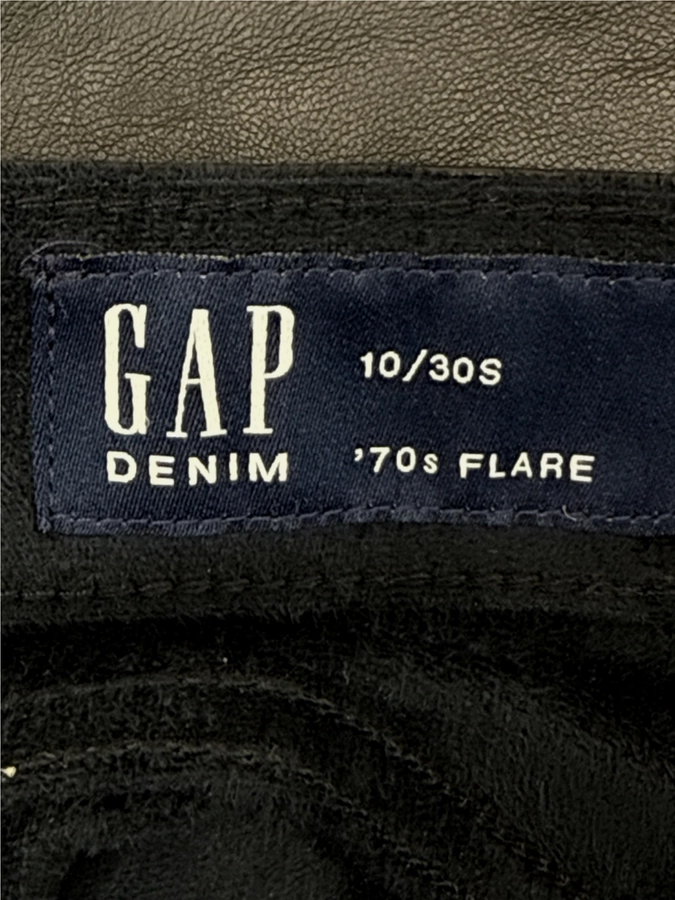 GAP
DENIM
10/30S
’70s FLARE